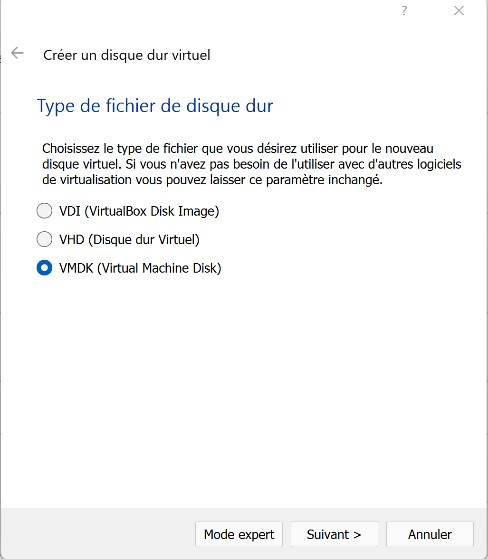 ?
Créer un disque dur virtuel
Type de fichier de disque dur
Choisissez le type de fichier que vous désirez utiliser pour le nouveau
disque virtuel. Si vous n'avez pas besoin de l'utiliser avec d'autres logiciels
de virtualisation vous pouvez laisser ce paramètre inchangé.
VDI (VirtualBox Disk Image)
VHD (Disque dur Virtuel)
VMDK (Virtual Machine Disk)
Mode expert Suivant > Annuler